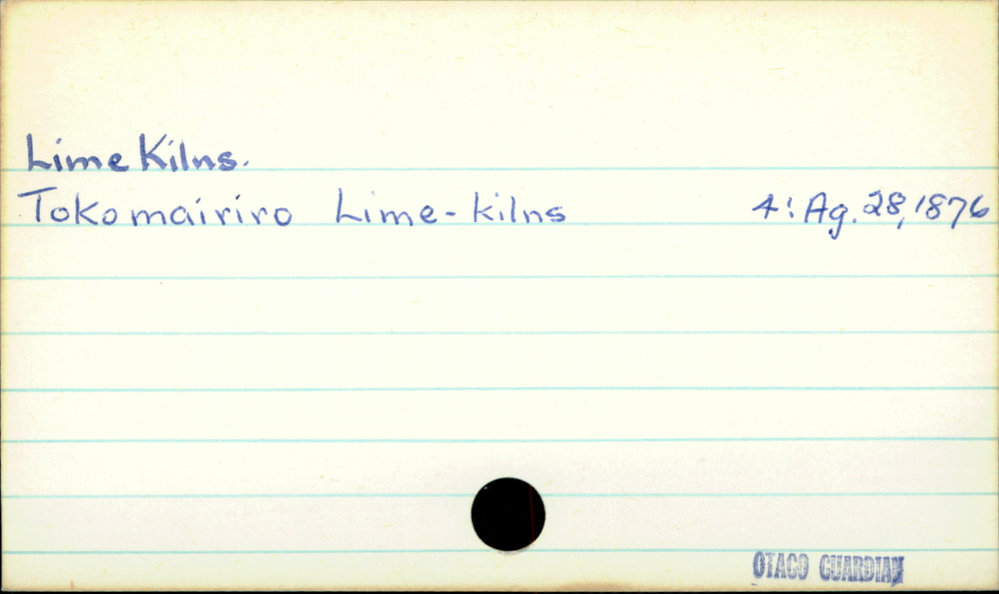 Lime Kilns.
Tokomairiro Lime-kilns 4: Ag. 28, 1876
OTAGO GUARDIAN